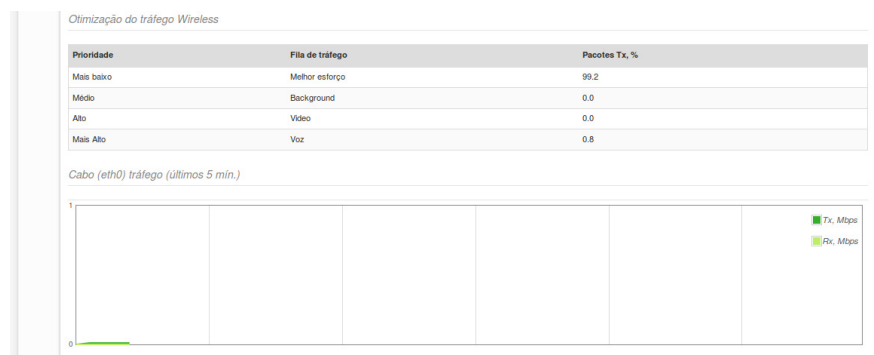 Otimização do tráfego Wireless
Prioridade Fila de tráfego Pacotes Tx, %
Mais baixo Melhor esforço 99.2
Médio Background 0.0
Alto Video 0.0
Mais Alto Voz 0.8
Cabo (eth0) tráfego (últimos 5 mín.)
1
Tx, Mbps
Rx, Mbps
0